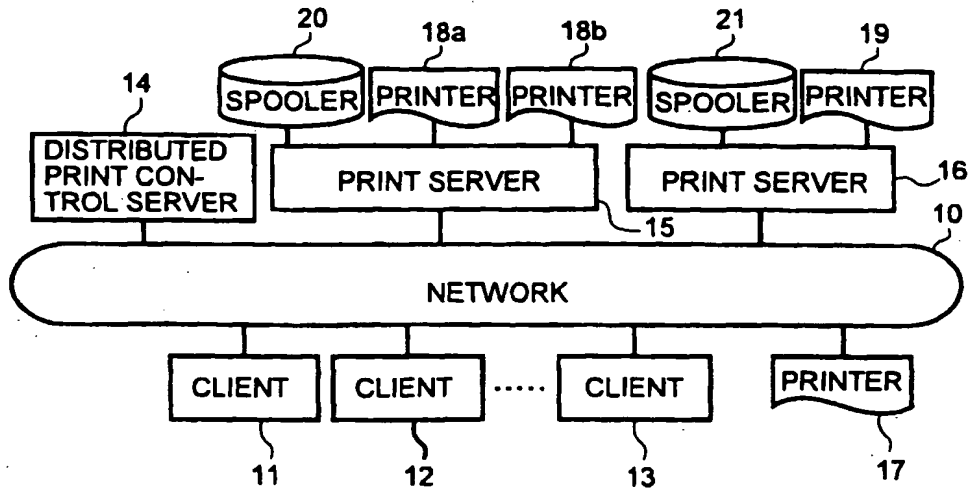 20
18a
18b
21
19
14
SPOOLER
PRINTER
PRINTER
SPOOLER
PRINTER
DISTRIBUTED
PRINT CON-
TROL SERVER
PRINT SERVER
PRINT SERVER
16
15
10
NETWORK
CLIENT
CLIENT
.....
CLIENT
PRINTER
11
12
13
17